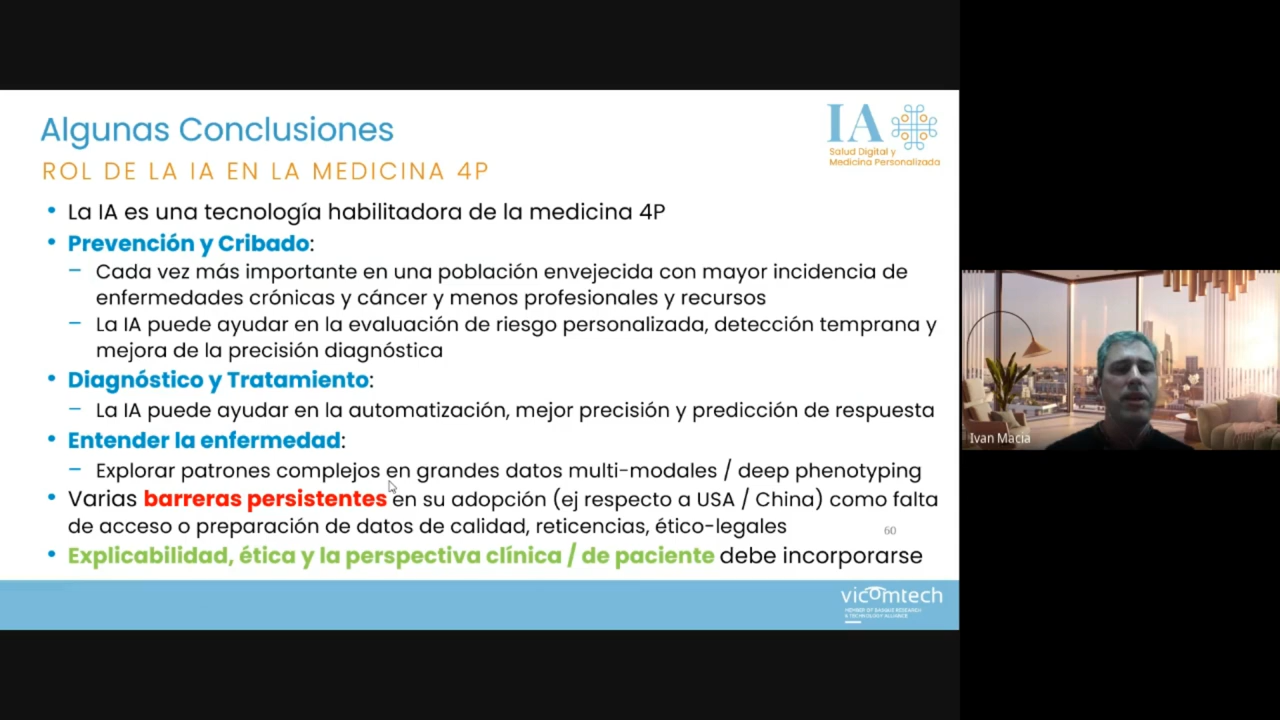 Algunas Conclusiones
ROL DE LA IA EN LA MEDICINA 4P
IA
Salud Digital y
Medicina Personalizada
• La IA es una tecnología habilitadora de la medicina 4P
• Prevención y Cribado:
– Cada vez más importante en una población envejecida con mayor incidencia de
enfermedades crónicas y cáncer y menos profesionales y recursos
– La IA puede ayudar en la evaluación de riesgo personalizada, detección temprana y
mejora de la precisión diagnóstica
• Diagnóstico y Tratamiento:
– La IA puede ayudar en la automatización, mejor precisión y predicción de respuesta
• Entender la enfermedad:
– Explorar patrones complejos en grandes datos multi-modales / deep phenotyping
• Varias barreras persistentes en su adopción (ej respecto a USA / China) como falta
de acceso o preparación de datos de calidad, reticencias, ético-legales
60
• Explicabilidad, ética y la perspectiva clínica / de paciente debe incorporarse
vicomtech
MEMBER OF BASQUE RESEARCH
& TECHNOLOGY ALLIANCE
Ivan Macia